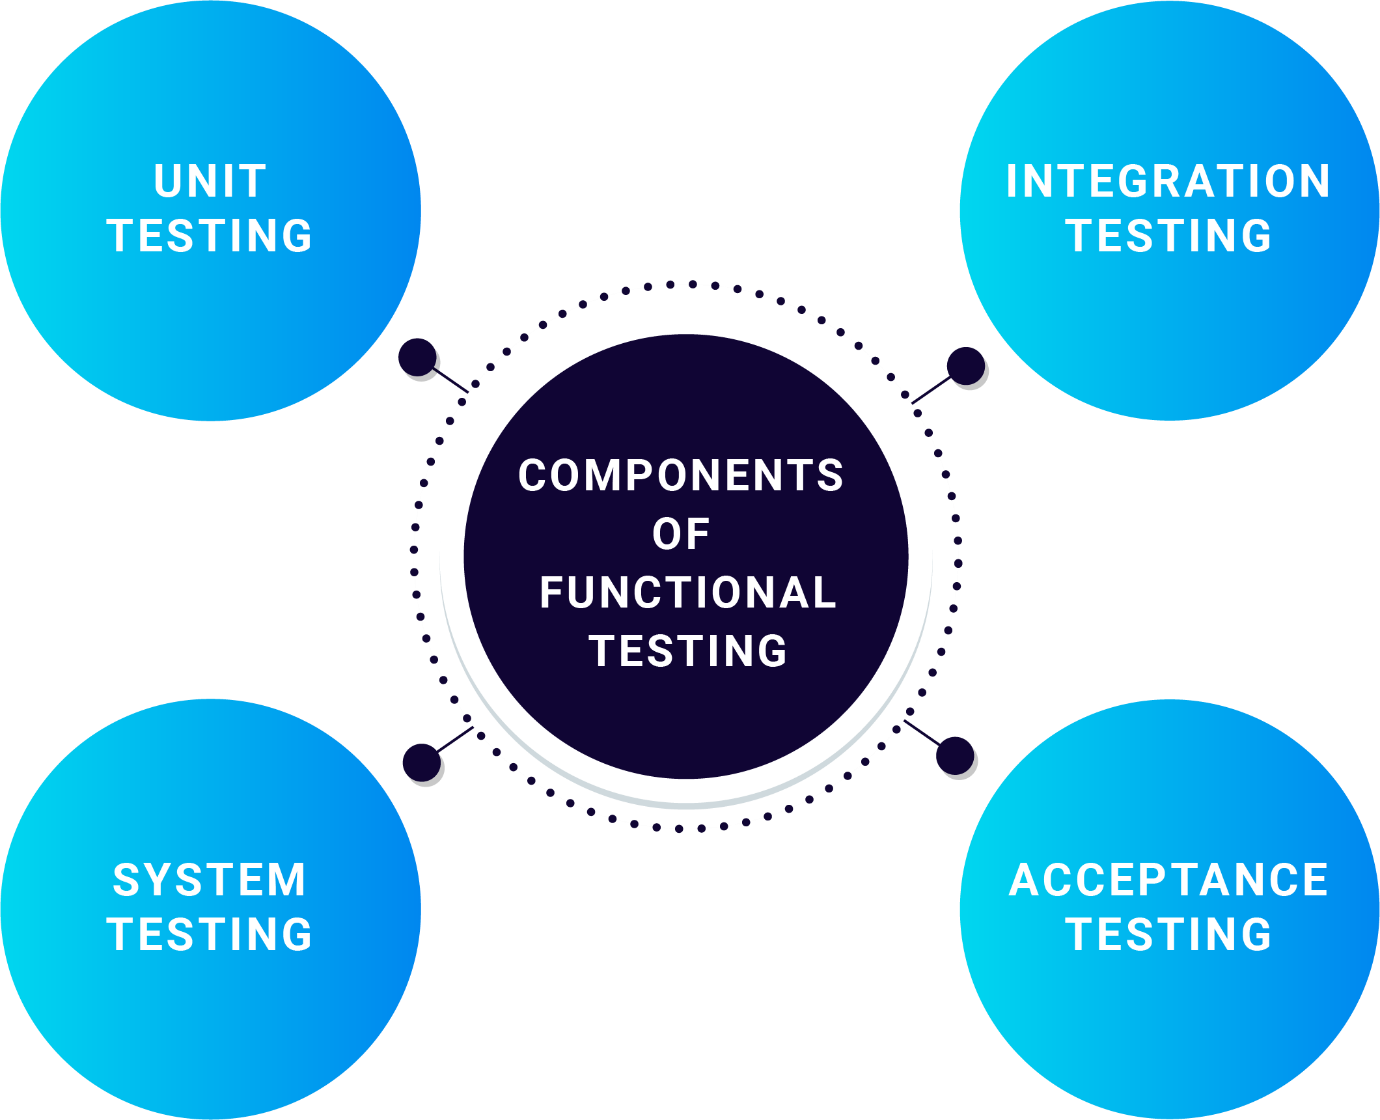 UNIT
TESTING
INTEGRATION
TESTING
COMPONENTS
OF
FUNCTIONAL
TESTING
SYSTEM
TESTING
ACCEPTANCE
TESTING